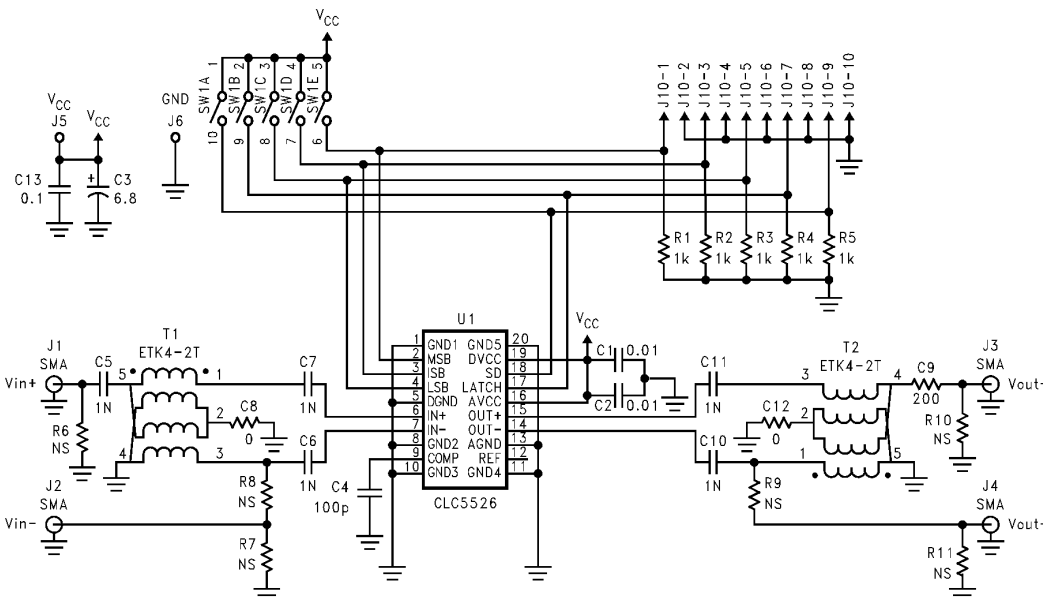 VCC
1 2 3 4 5
SW1A SW1B SW1C SW1D SW1E
10 9 8 7 6
J10-1 J10-2 J10-3 J10-4 J10-5 J10-6 J10-7 J10-8 J10-9 J10-10
VCC
J5
VCC
GND
J6
C13
0.1
C3
+
6.8
R1 R2 R3 R4 R5
1k 1k 1k 1k 1k
J1
SMA
Vin+
C5
1N
R6
NS
T1
ETK4-2T
5 1
2
4 3
C8
0
C7
1N
C6
1N
J2
SMA
Vin-
R8
NS
R7
NS
C4
100p
U1
1 GND1 GND5 20
2 MSB DVCC 19
3 ISB SD 18
4 LSB LATCH 17
5 DGND AVCC 16
6 IN+ OUT+ 15
7 IN- OUT- 14
8 GND2 AGND 13
9 COMP REF 12
10 GND3 GND4 11
CLC5526
VCC
C1 0.01
C2 0.01
C11
1N
C10
1N
C12
0
T2
ETK4-2T
3 4
2
1 5
C9
200
R10
NS
J3
SMA
Vout-
R9
NS
J4
SMA
Vout-
R11
NS